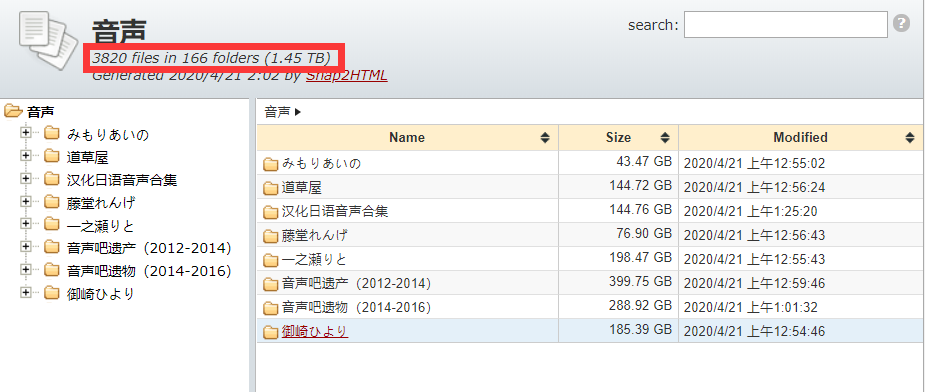 音声
search:
3820 files in 166 folders (1.45 TB)
Generated 2020/4/21 2:02 by Snap2HTML
音声
みもりあいの
道草屋
汉化日语音声合集
藤堂れんげ
一之瀬りと
音声吧遗产（2012-2014）
音声吧遗物（2014-2016）
御崎ひより
音声
Name Size Modified
みもりあいの 43.47 GB 2020/4/21 上午12:55:02
道草屋 144.72 GB 2020/4/21 上午12:56:24
汉化日语音声合集 144.76 GB 2020/4/21 上午1:25:20
藤堂れんげ 76.90 GB 2020/4/21 上午12:56:43
一之瀬りと 198.47 GB 2020/4/21 上午12:55:43
音声吧遗产（2012-2014） 399.75 GB 2020/4/21 上午12:59:46
音声吧遗物（2014-2016） 288.92 GB 2020/4/21 上午1:01:32
御崎ひより 185.39 GB 2020/4/21 上午12:54:46